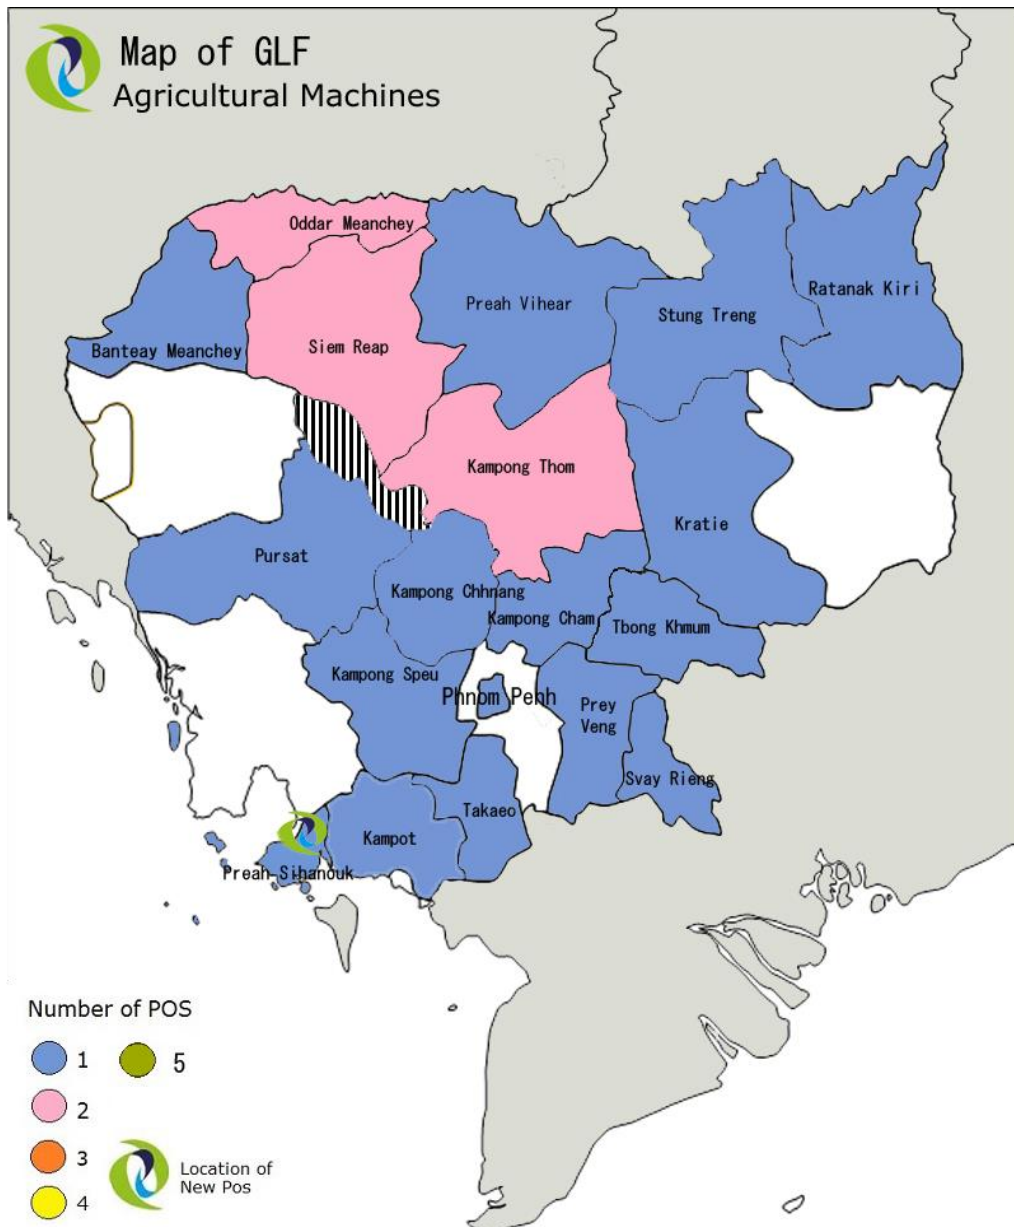 Map of GLF
Agricultural Machines
Oddar Meanchey
Preah Vihear
Ratanak Kiri
Stung Treng
Siem Reap
Banteay Meanchey
Kampong Thom
Kratie
Pursat
Kampong Chhnang
Kampong Cham
Tbong Khmum
Kampong Speu
Phnom Penh
Prey
Veng
Svay Rieng
Takaeo
Kampot
Preah Sihanouk
Number of POS
1
5
2
3
4
Location of
New Pos